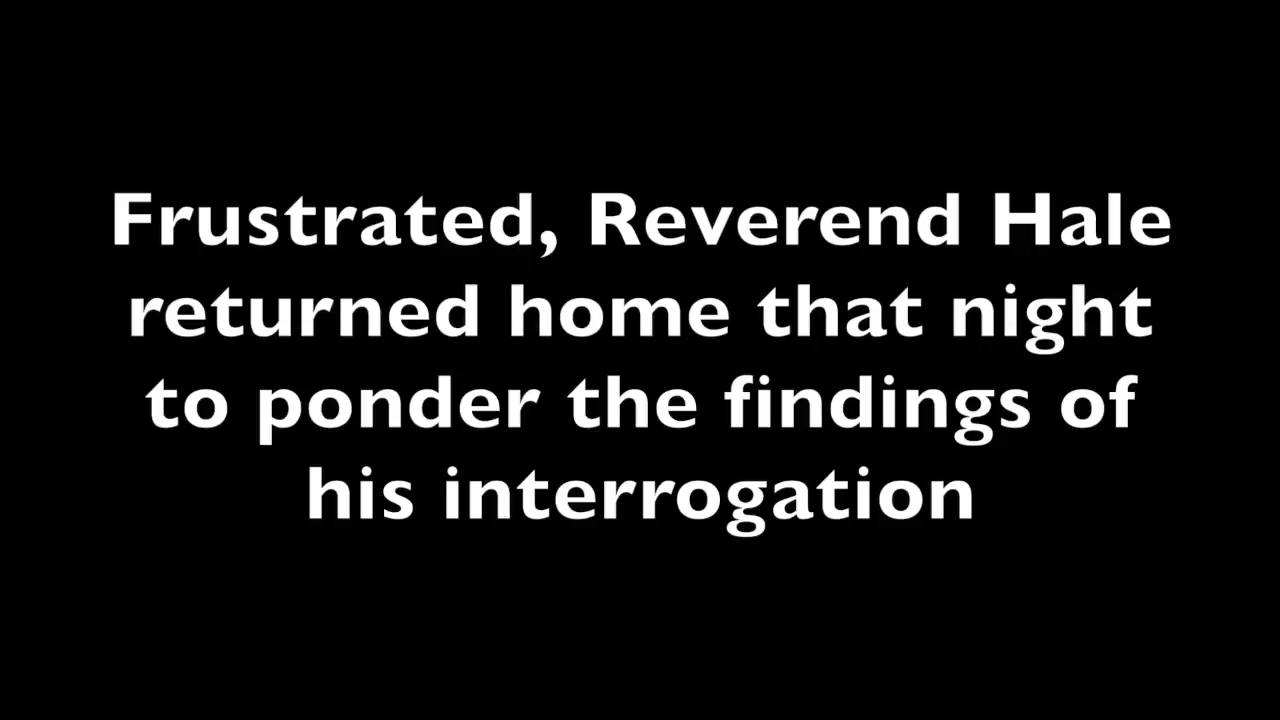 Frustrated, Reverend Hale
returned home that night
to ponder the findings of
his interrogation